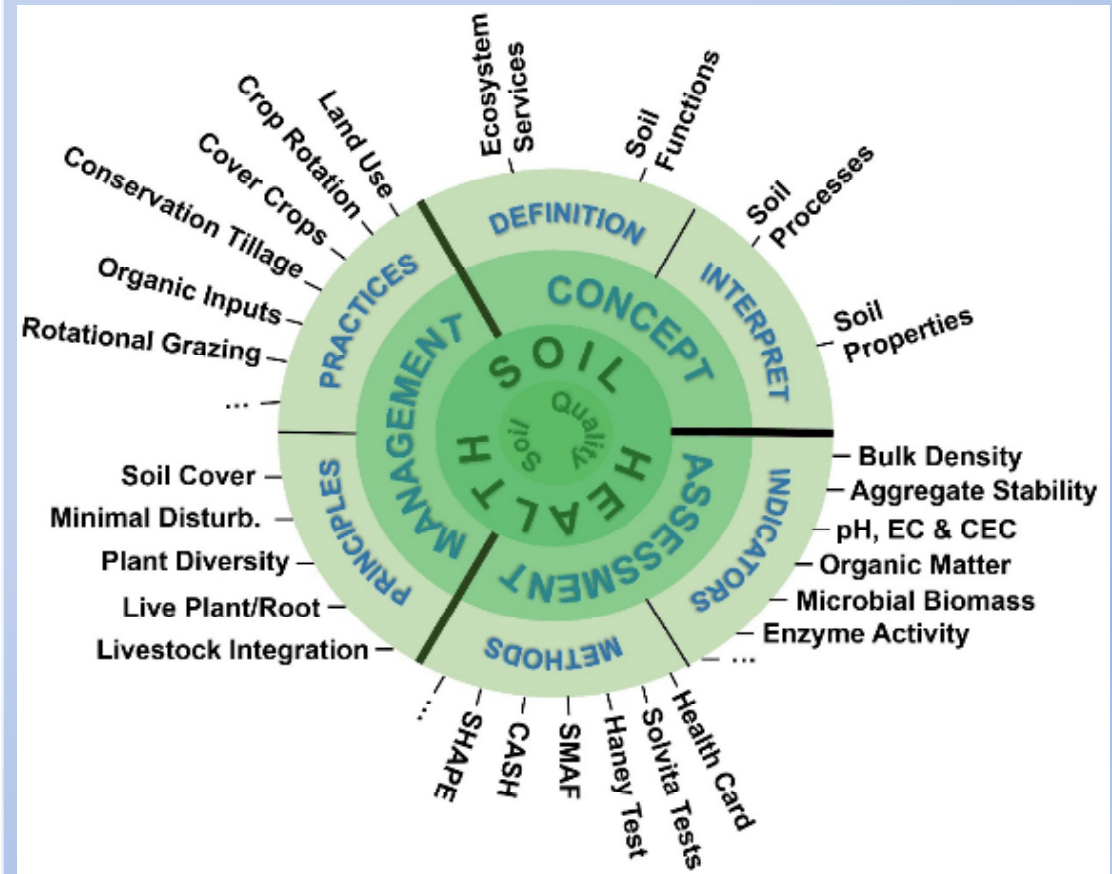 Soil Quality
SOIL HEALTH
CONCEPT
DEFINITION
Ecosystem
Services
Soil
Functions
INTERPRET
Soil
Processes
Soil
Properties
ASSESSMENT
INDICATORS
Bulk Density
Aggregate Stability
pH, EC & CEC
Organic Matter
Microbial Biomass
Enzyme Activity
...
METHODS
Health Card
Solvita Tests
Haney Test
SMAF
CASH
SHAPE
...
MANAGEMENT
PRINCIPLES
Soil Cover
Minimal Disturb.
Plant Diversity
Live Plant/Root
Livestock Integration
PRACTICES
Land Use
Crop Rotation
Cover Crops
Conservation Tillage
Organic Inputs
Rotational Grazing
...